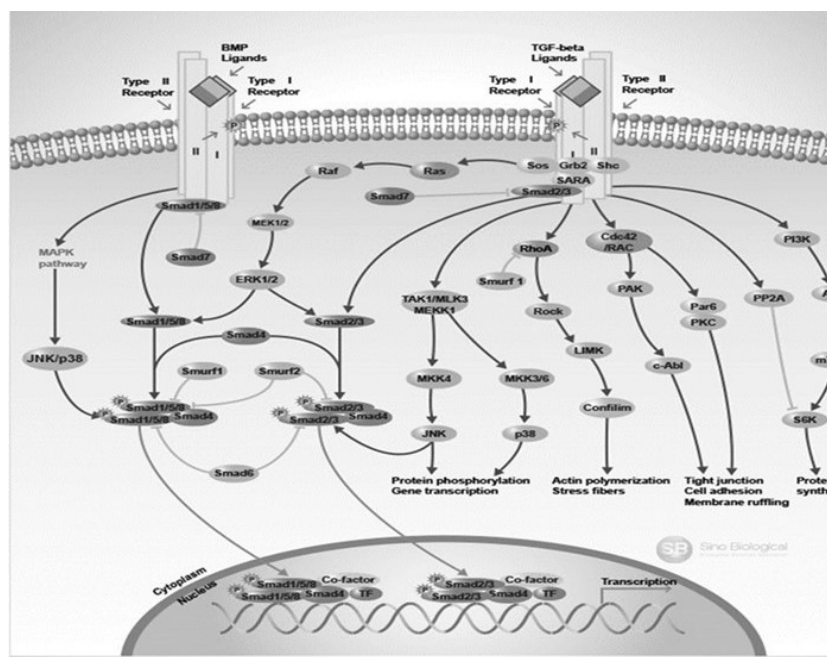 BMP
Ligands
Type II
Receptor
Type I
Receptor
P
II
I
TGF-beta
Ligands
Type I
Receptor
Type II
Receptor
P
I
II
Sos
Grb2
Shc
SARA
Smad2/3
Ras
Raf
Smad7
MEK1/2
ERK1/2
Smad1/5/8
Smad7
MAPK
pathway
JNK/p38
Smad1/5/8
Smad4
Smad2/3
Smurf1
Smurf2
P
P
Smad1/5/8
Smad1/5/8
Smad4
P
P
Smad2/3
Smad2/3
Smad4
Smad6
RhoA
Smurf 1
Rock
LIMK
Confilim
TAK1/MLK3
MEKK1
MKK4
MKK3/6
JNK
p38
Cdc42
/RAC
PAK
Par6
PKC
c-Abl
PP2A
PI3K
A
m
S6K
Protein phosphorylation
Gene transcription
Actin polymerization
Stress fibers
Tight junction
Cell adhesion
Membrane ruffling
Prote
synth
SB Sino Biological
Cytoplasm
Nucleus
P
P
Smad1/5/8
Smad1/5/8
Smad4
Co-factor
TF
P
P
Smad2/3
Smad2/3
Smad4
Co-factor
TF
Transcription